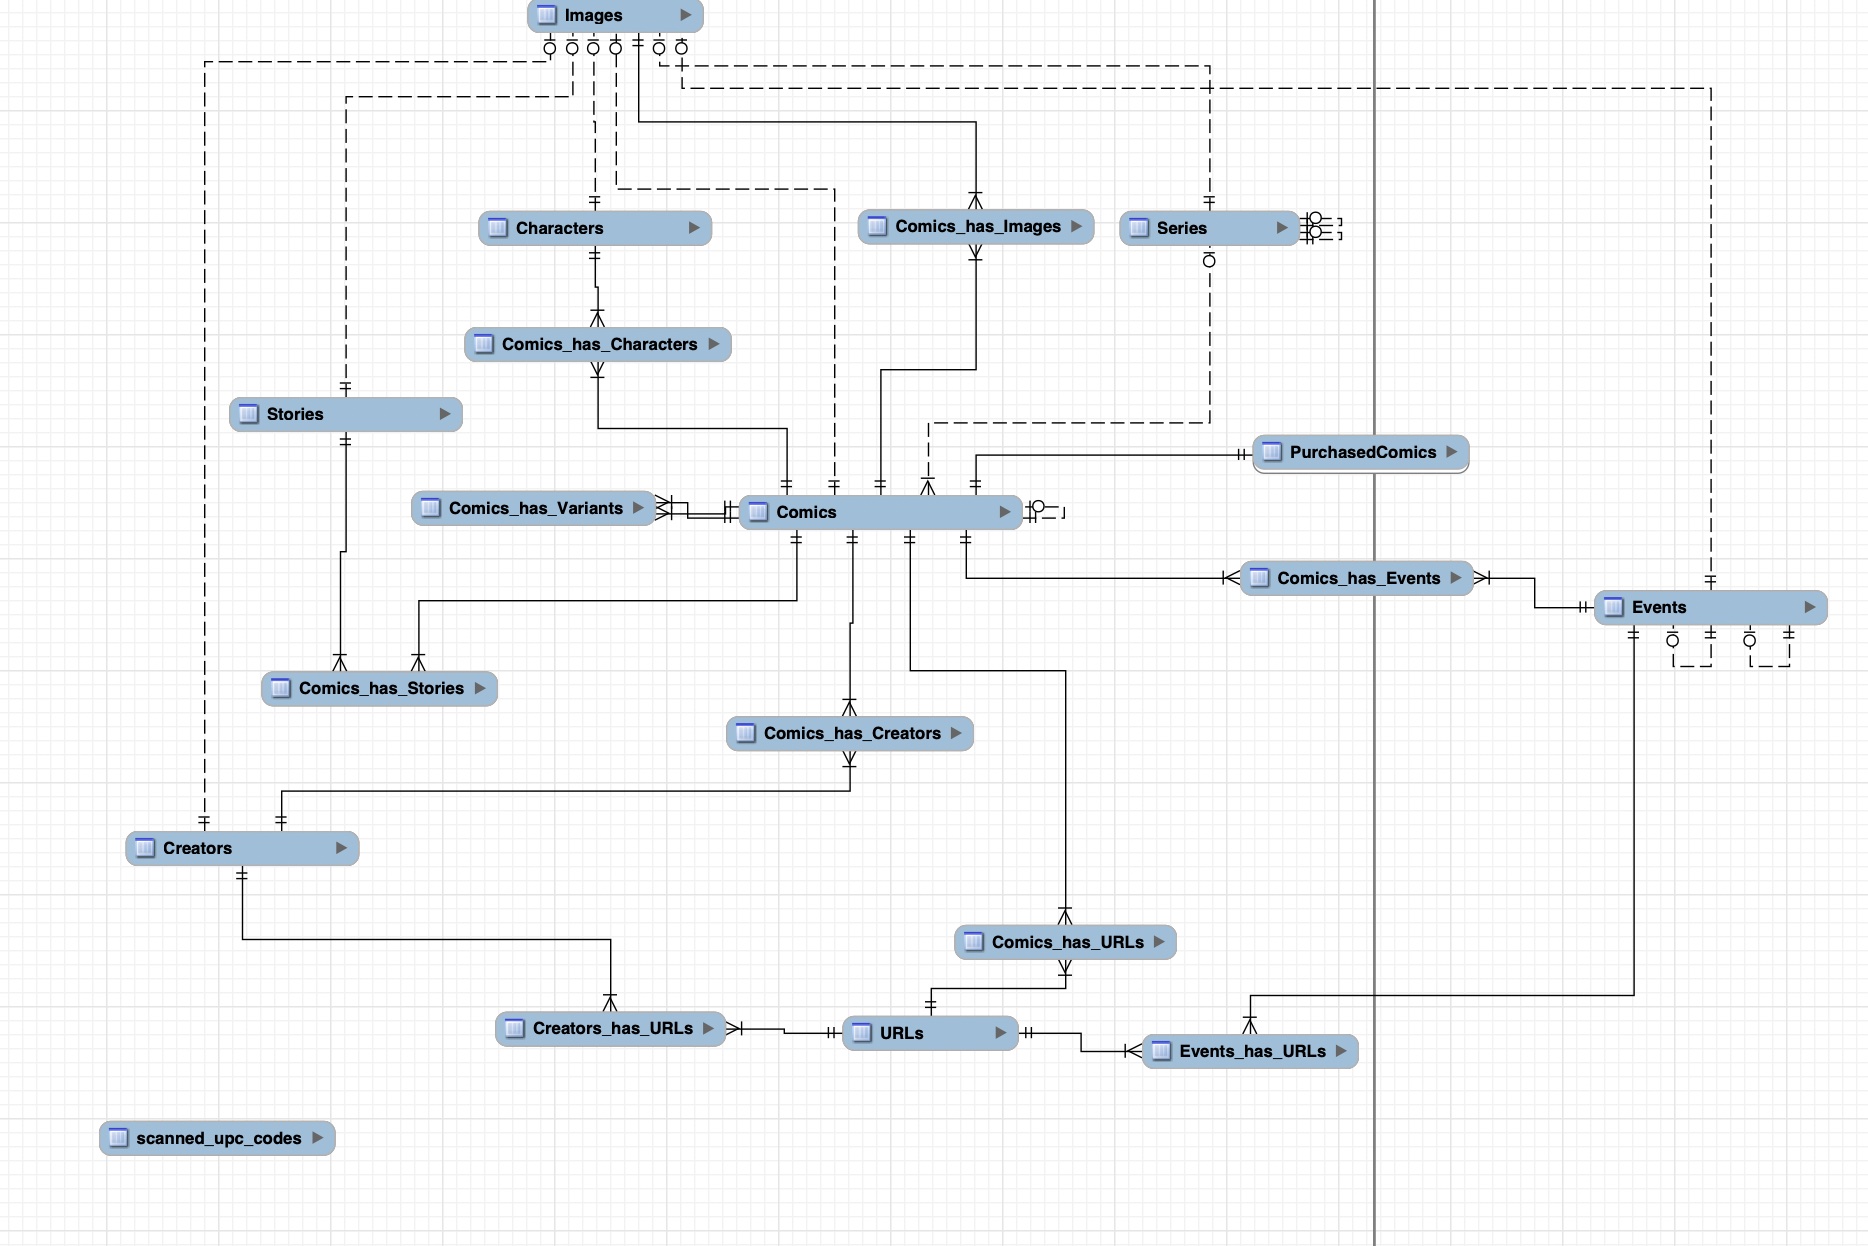 Images
Characters
Comics_has_Images
Series
Comics_has_Characters
Stories
PurchasedComics
Comics_has_Variants
Comics
Comics_has_Events
Events
Comics_has_Stories
Comics_has_Creators
Creators
Comics_has_URLs
Creators_has_URLs
URLs
Events_has_URLs
scanned_upc_codes